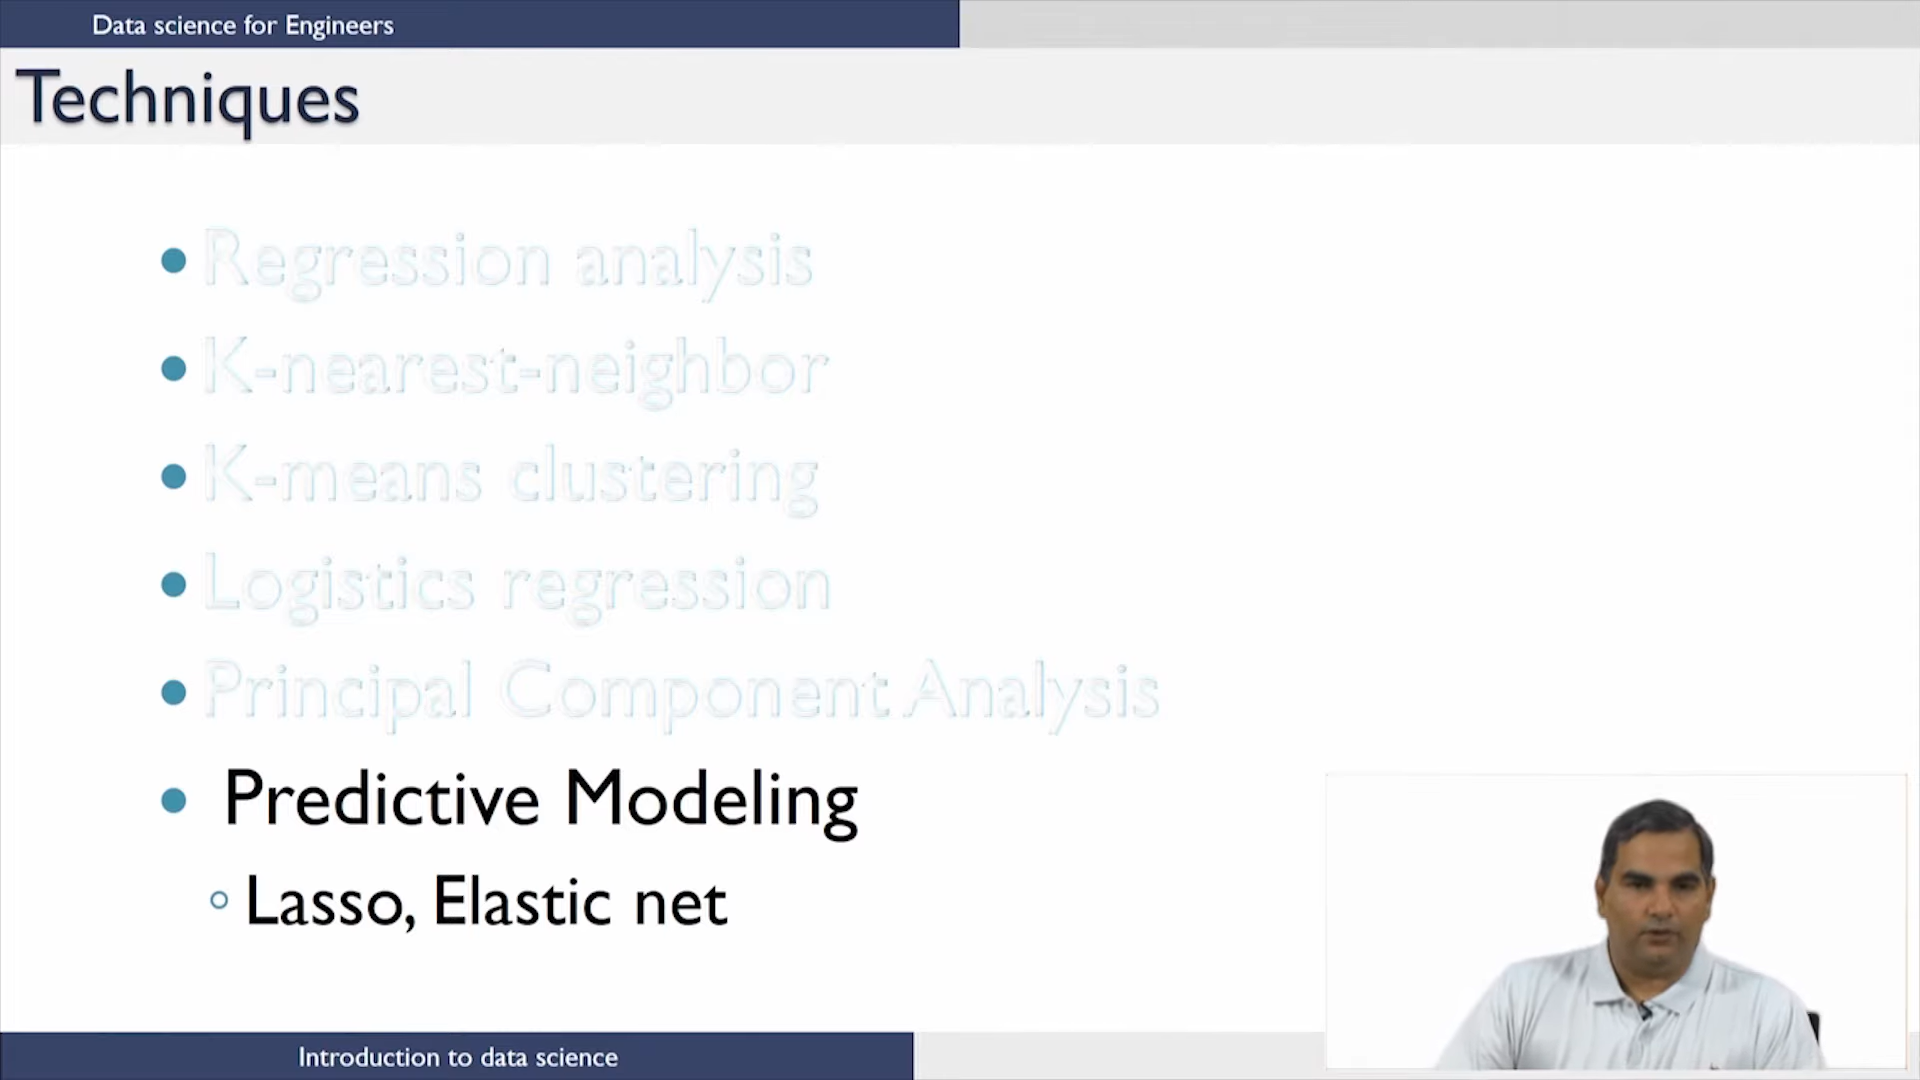 Data science for Engineers
Techniques
• Regression analysis
• K-nearest-neighbor
• K-means clustering
• Logistics regression
• Principal Component Analysis
• Predictive Modeling
◦ Lasso, Elastic net
Introduction to data science